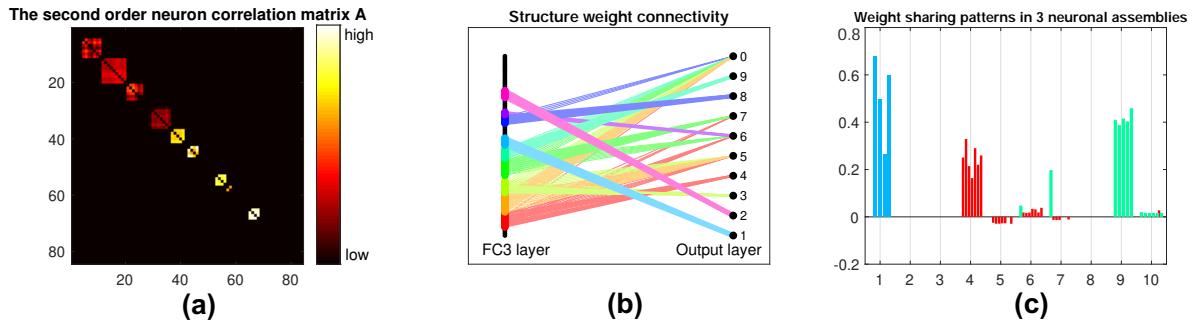 The second order neuron correlation matrix A
high
low
20
40
60
80
20
40
60
80
(a)
Structure weight connectivity
0
9
8
7
6
5
4
3
2
1
FC3 layer
Output layer
(b)
Weight sharing patterns in 3 neuronal assemblies
0.8
0.6
0.4
0.2
0
-0.2
1 2 3 4 5 6 7 8 9 10
(c)